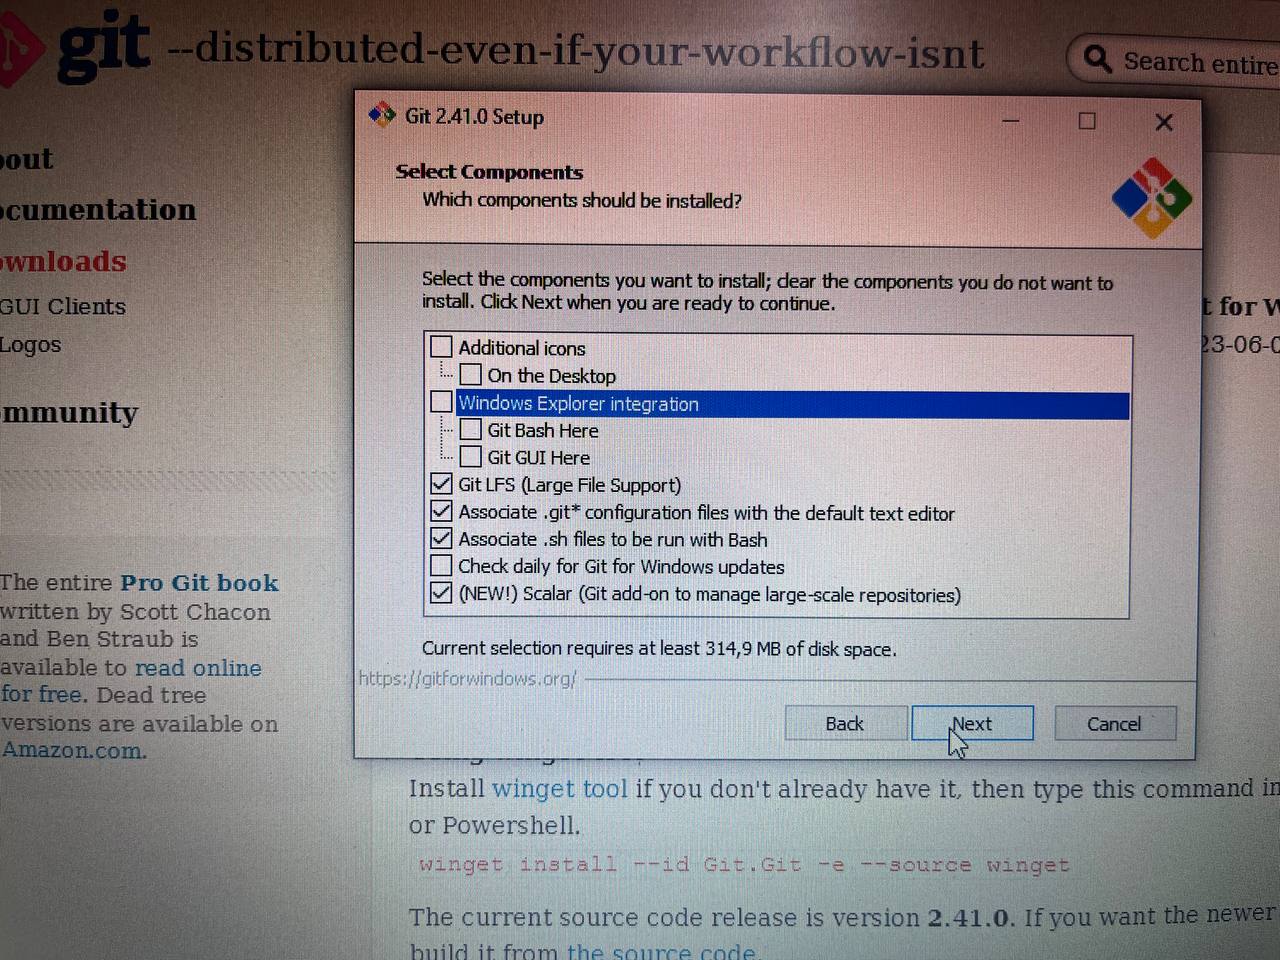 git --distributed-even-if-your-workflow-isnt
Search entire
Git 2.41.0 Setup
Select Components
Which components should be installed?
Select the components you want to install; clear the components you do not want to
install. Click Next when you are ready to continue.
Additional icons
On the Desktop
Windows Explorer integration
Git Bash Here
Git GUI Here
Git LFS (Large File Support)
Associate .git* configuration files with the default text editor
Associate .sh files to be run with Bash
Check daily for Git for Windows updates
(NEW!) Scalar (Git add-on to manage large-scale repositories)
Current selection requires at least 314,9 MB of disk space.
https://gitforwindows.org/
Back
Next
Cancel
out
ocumentation
wnloads
GUI Clients
Logos
mmunity
The entire Pro Git book
written by Scott Chacon
and Ben Straub is
available to read online
for free. Dead tree
versions are available on
Amazon.com.
t for W
23-06-0
Install winget tool if you don't already have it, then type this command in
or Powershell.
winget install --id Git.Git -e --source winget
The current source code release is version 2.41.0. If you want the newer
build it from the source code.